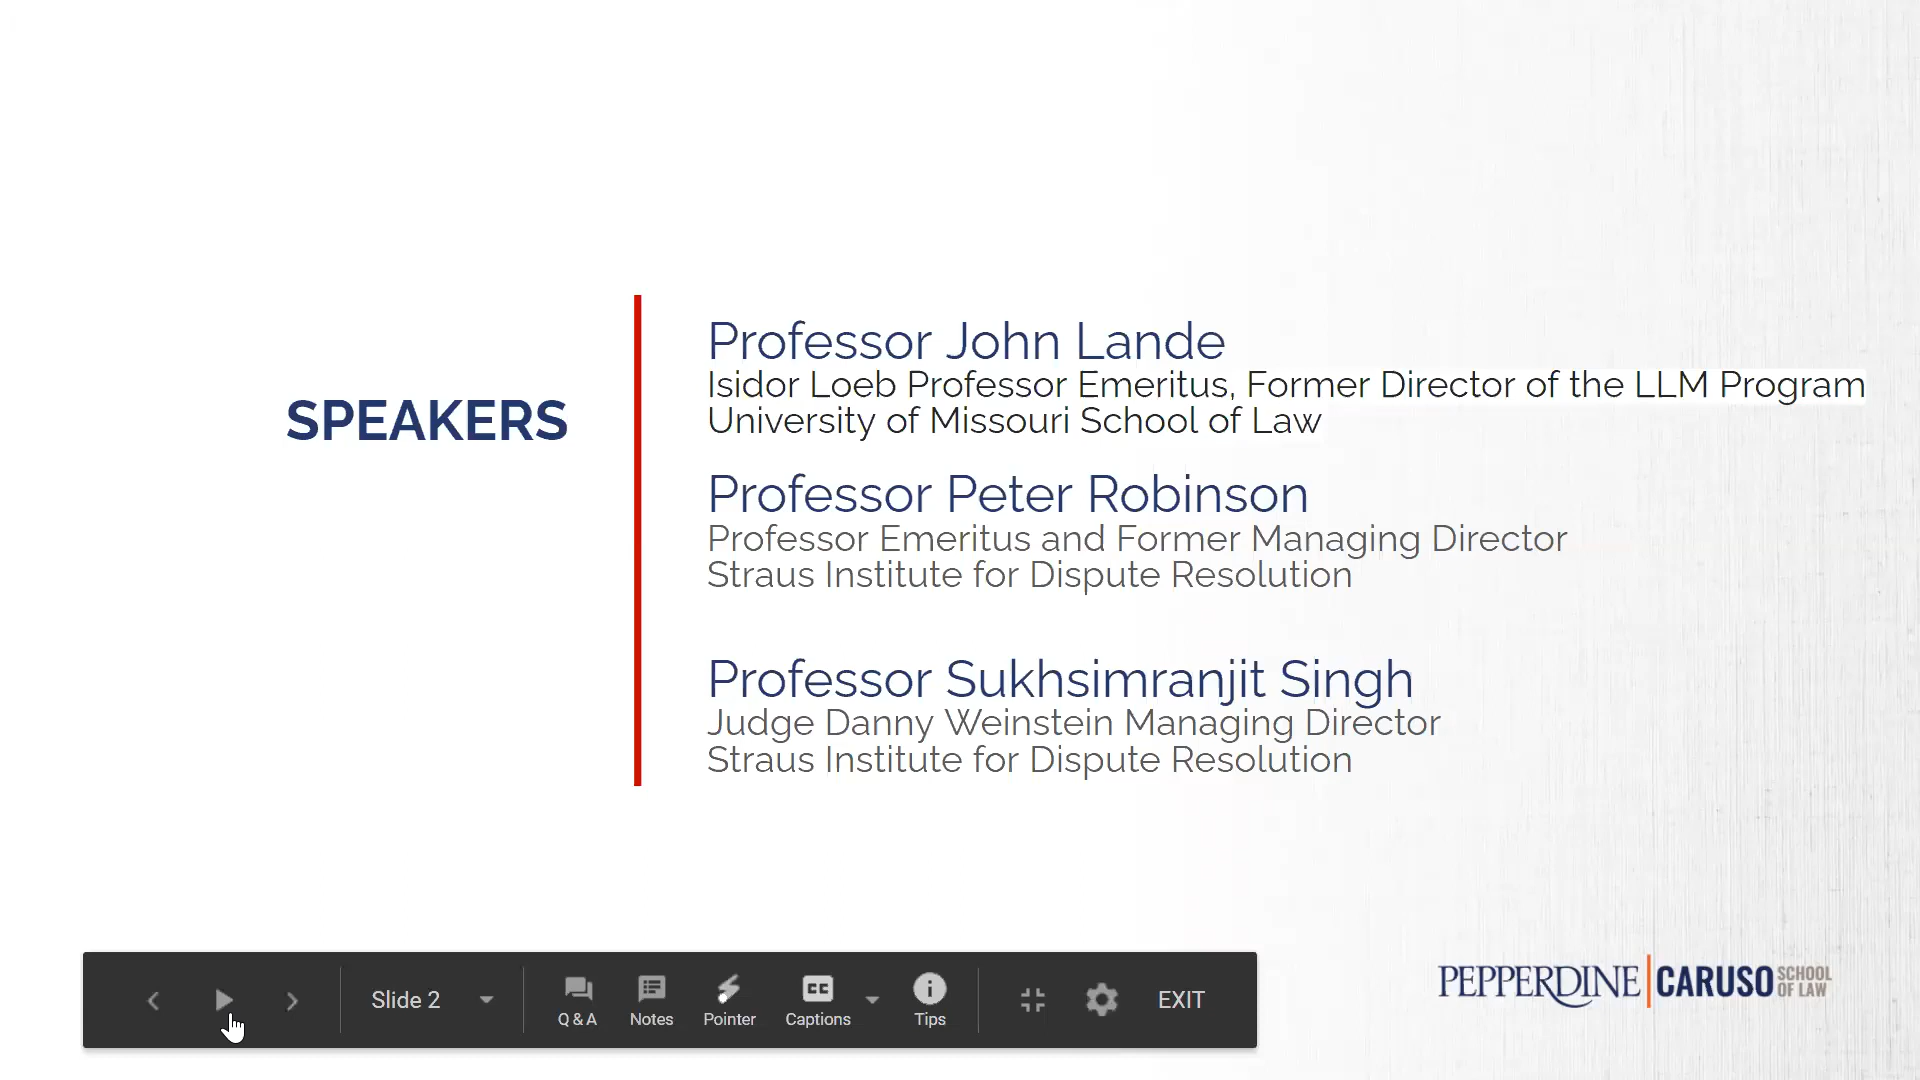 SPEAKERS
Professor John Lande
Isidor Loeb Professor Emeritus, Former Director of the LLM Program
University of Missouri School of Law
Professor Peter Robinson
Professor Emeritus and Former Managing Director
Straus Institute for Dispute Resolution
Professor Sukhsimranjit Singh
Judge Danny Weinstein Managing Director
Straus Institute for Dispute Resolution
Slide 2
Q & A
Notes
Pointer
CC
Captions
Tips
EXIT
PEPPERDINE CARUSO SCHOOL
OF LAW